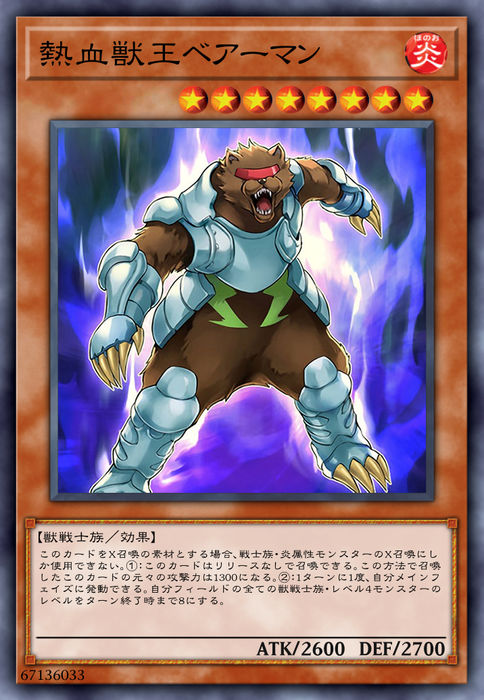 熱血獣王ベアーマン
ほのお
炎
【獣戦士族／効果】
このカードをX召喚の素材とする場合、戦士族・炎属性モンスターのX召喚にし
か使用できない。①：このカードはリリースなしで召喚できる。この方法で召喚
したこのカードの元々の攻撃力は1300になる。②：1ターンに1度、自分メインフ
ェイズに発動できる。自分フィールドの全ての獣戦士族・レベル4モンスターの
レベルをターン終了時まで8にする。
ATK/2600 DEF/2700
67136033